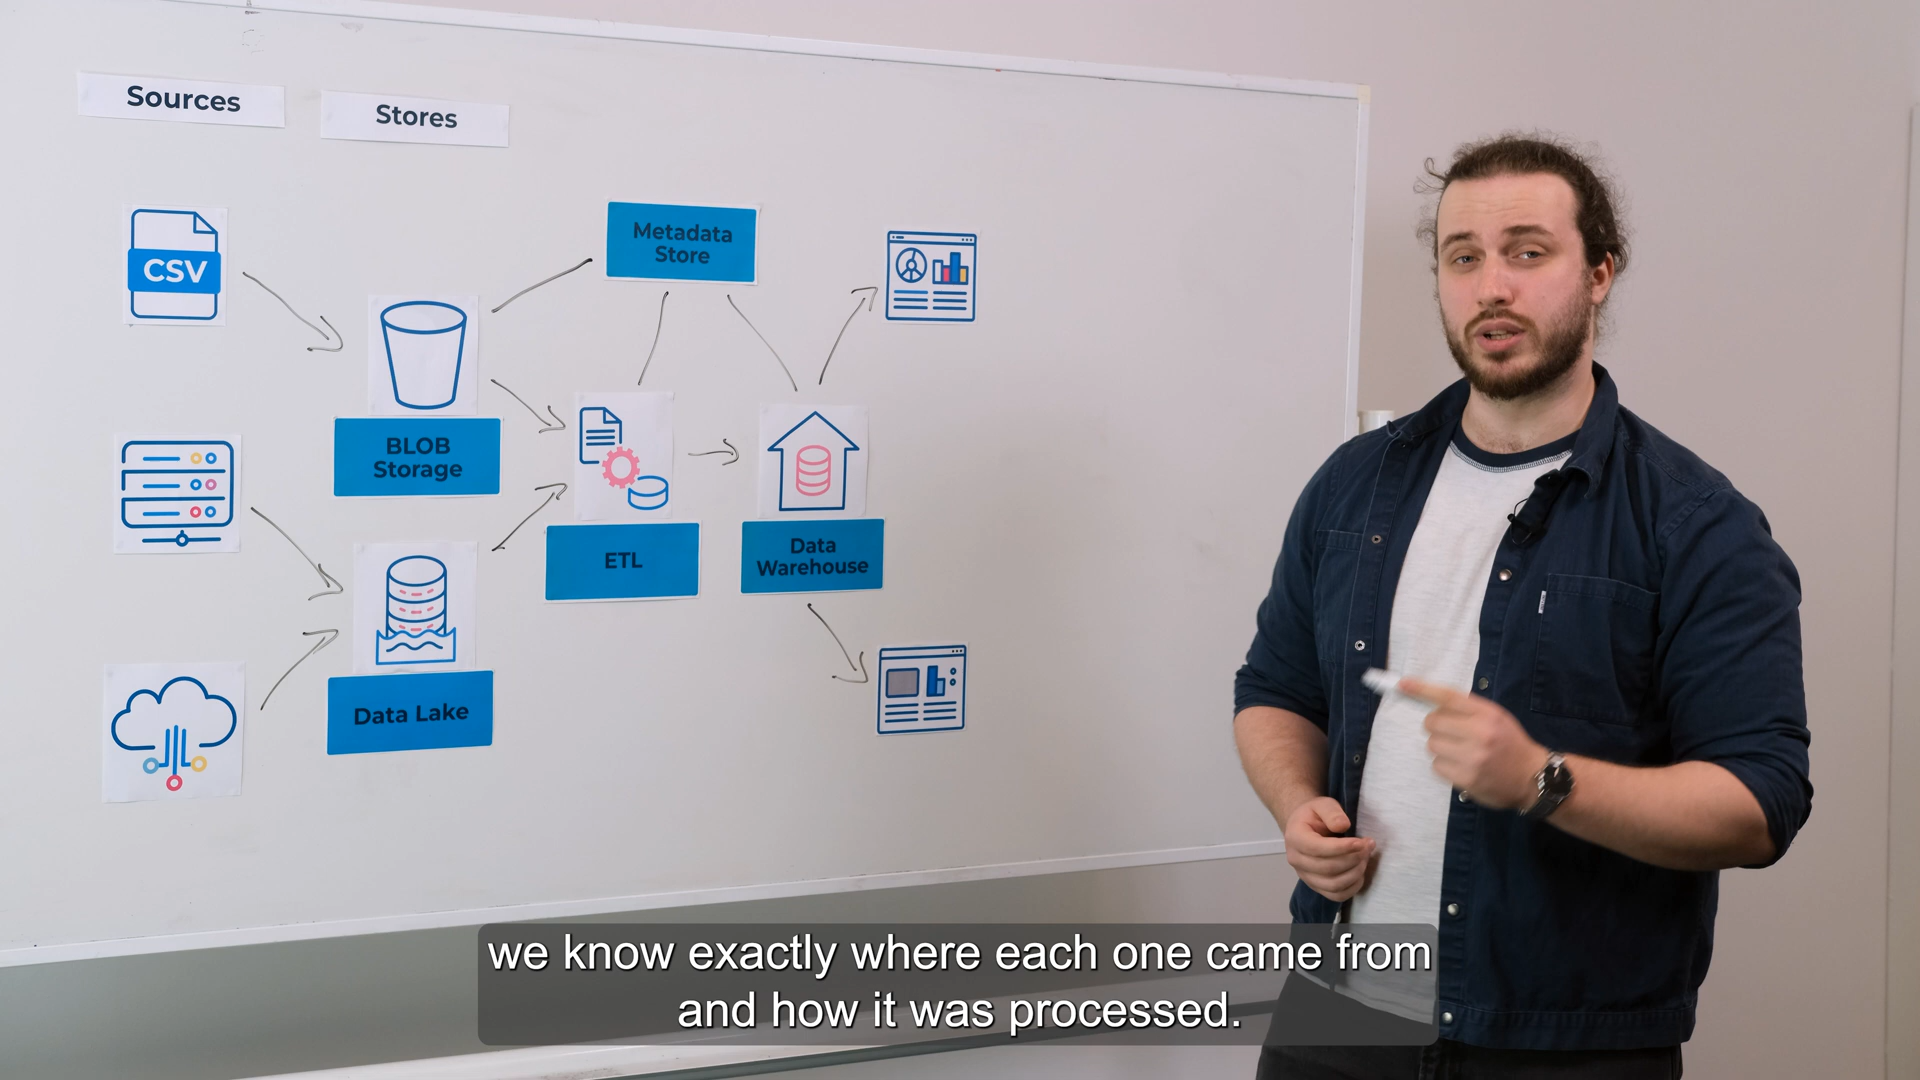 Sources
Stores
Metadata
Store
CSV
BLOB
Storage
ETL
Data
Warehouse
Data Lake
we know exactly where each one came from
and how it was processed.